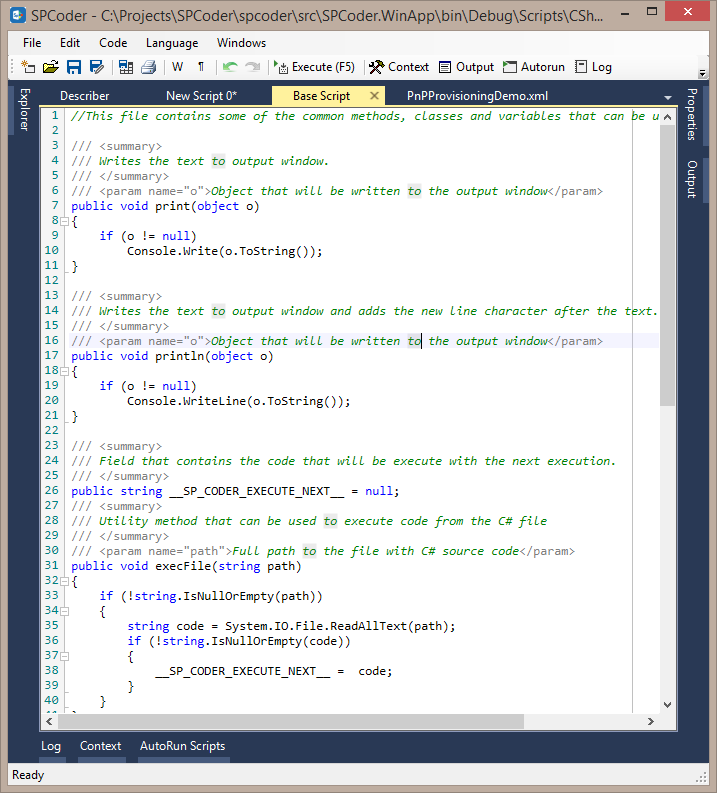 SPCoder - C:\Projects\SPCoder\spcoder\src\SPCoder.WinApp\bin\Debug\Scripts\CSh...
File Edit Code Language Windows
W ¶ Execute (F5) Context Output Autorun Log
Explorer
Describer New Script 0* Base Script PnPProvisioningDemo.xml
Properties
Output
1 //This file contains some of the common methods, classes and variables that can be u
2
3 /// <summary>
4 /// Writes the text to output window.
5 /// </summary>
6 /// <param name="o">Object that will be written to the output window</param>
7 public void print(object o)
8 {
9     if (o != null)
10         Console.Write(o.ToString());
11 }
12
13 /// <summary>
14 /// Writes the text to output window and adds the new line character after the text.
15 /// </summary>
16 /// <param name="o">Object that will be written to the output window</param>
17 public void println(object o)
18 {
19     if (o != null)
20         Console.WriteLine(o.ToString());
21 }
22
23 /// <summary>
24 /// Field that contains the code that will be execute with the next execution.
25 /// </summary>
26 public string __SP_CODER_EXECUTE_NEXT__ = null;
27 /// <summary>
28 /// Utility method that can be used to execute code from the C# file
29 /// </summary>
30 /// <param name="path">Full path to the file with C# source code</param>
31 public void execFile(string path)
32 {
33     if (!string.IsNullOrEmpty(path))
34     {
35         string code = System.IO.File.ReadAllText(path);
36         if (!string.IsNullOrEmpty(code))
37         {
38             __SP_CODER_EXECUTE_NEXT__ =  code;
39         }
40     }
Log Context AutoRun Scripts
Ready